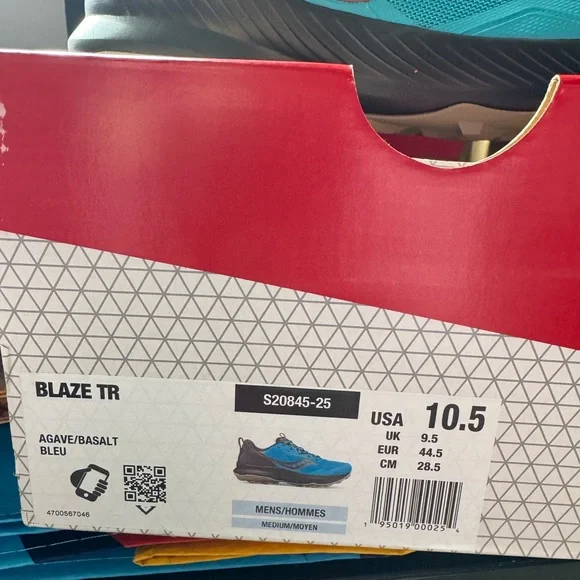 BLAZE TR
S20845-25
AGAVE/BASALT
BLEU
4700567046
MENS/HOMMES
MEDIUM/MOYEN
USA 10.5
UK 9.5
EUR 44.5
CM 28.5
1 95019 00025 4